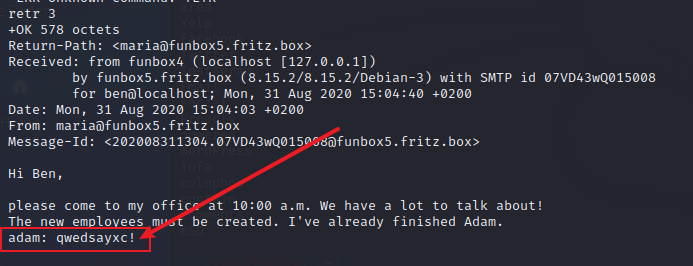 retr 3
+OK 578 octets
Return-Path: <maria@funbox5.fritz.box>
Received: from funbox4 (localhost [127.0.0.1])
by funbox5.fritz.box (8.15.2/8.15.2/Debian-3) with SMTP id 07VD43wQ015008
for ben@localhost; Mon, 31 Aug 2020 15:04:40 +0200
Date: Mon, 31 Aug 2020 15:04:03 +0200
From: maria@funbox5.fritz.box
Message-Id: <202008311304.07VD43wQ015008@funbox5.fritz.box>
Hi Ben,
please come to my office at 10:00 a.m. We have a lot to talk about!
The new employees must be created. I've already finished Adam.
adam: qwedsayxc!